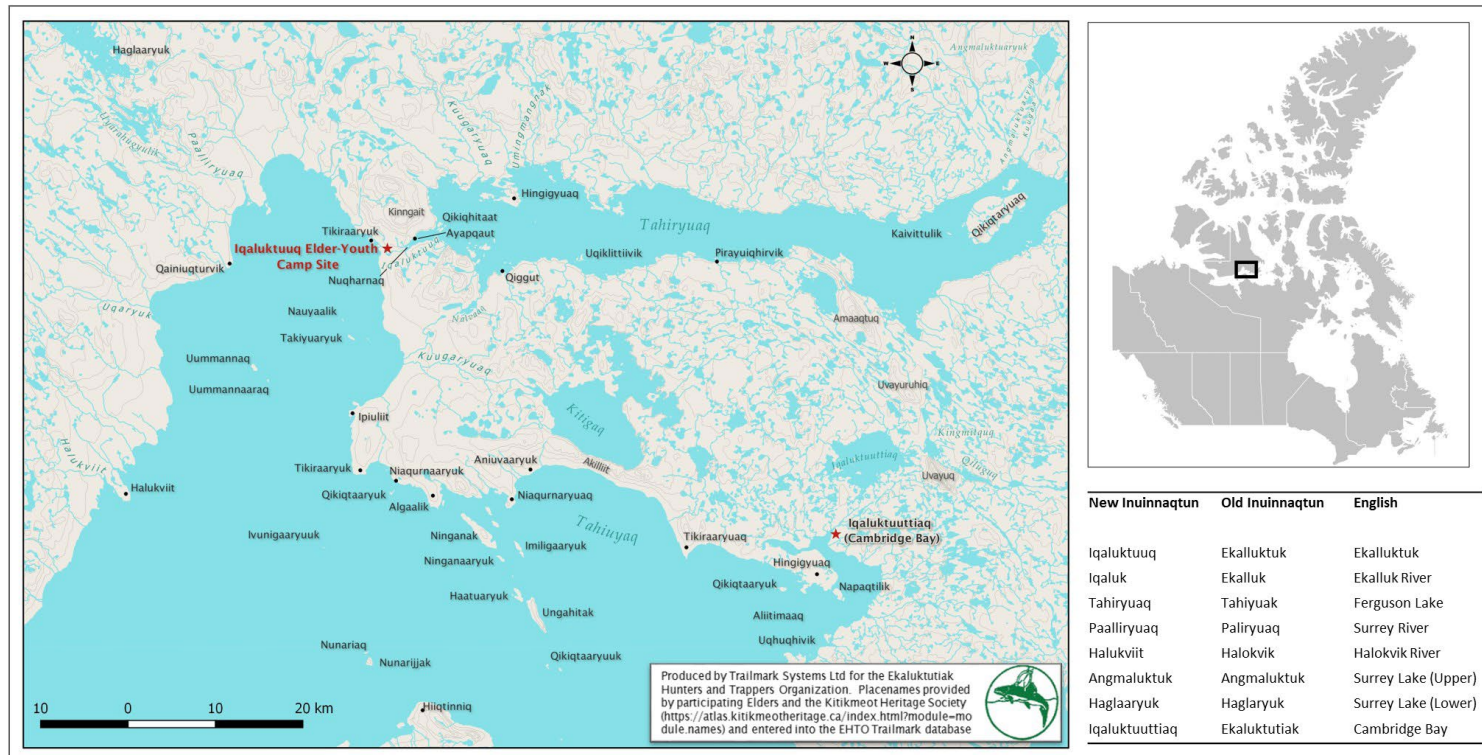 Haglaaryuk
Angmaluktuaryuk
N
W
E
S
Uyarahugyulik
Paalliryuaq
Kuugaryuaq
Umingmangnak
Hingigyuaq
Kinngait
Qikiqhitaat
Ayapqaut
Tahiryuaq
Qikiqtaryuaq
Kaivittulik
Tikiraaryuk
Iqaluktuuq Elder-Youth
Camp Site
Iqaluktuuq
Nuqharnaq
Uqiklittiivik
Pirayuiqhirvik
Qainiuqturvik
Qiggut
Uqaryuk
Nauyaalik
Takiyuaryuk
Amaaqtuq
Uummannaq
Kuugaryuaq
Uummannaaraq
Uvayuruhiq
Ipiuliit
Kitigaq
Kingmitquq
Halukviit
Iqaluktuuttiaq
Qiluguq
Uvayuq
Tikiraaryuk
Niaqurnaaryuk
Aniuvaaryuk
Akilliit
Halukviit
Qikiqtaaryuk
Algaalik
Niaqurnaryuaq
Tahiuyaq
Iqaluktuuttiaq
(Cambridge Bay)
Ivunigaaryuuk
Ninganak
Imiligaaryuk
Tikiraaryuaq
Ninganaaryuk
Hingigyuaq
Qikiqtaaryuk
Napaqtilik
Haatuaryuk
Ungahitak
Aliitimaaq
Uqhuqhivik
Nunariaq
Nunarijjak
Qikiqtaaryuuk
Hiiqtinniq
10 0 10 20 km
Produced by Trailmark Systems Ltd for the Ekaluktutiak
Hunters and Trappers Organization. Placenames provided
by participating Elders and the Kitikmeot Heritage Society
(https://atlas.kitikmeotheritage.ca/index.html?module=mo
dule.names) and entered into the EHTO Trailmark database
New Inuinnaqtun Old Inuinnaqtun English
Iqaluktuuq Ekalluktuk Ekalluktuk
Iqaluk Ekalluk Ekalluk River
Tahiryuaq Tahiyuak Ferguson Lake
Paalliryuaq Paliryuaq Surrey River
Halukviit Halokvik Halokvik River
Angmaluktuk Angmaluktuk Surrey Lake (Upper)
Haglaaryuk Haglaryuk Surrey Lake (Lower)
Iqaluktuuttiaq Ekaluktutiak Cambridge Bay